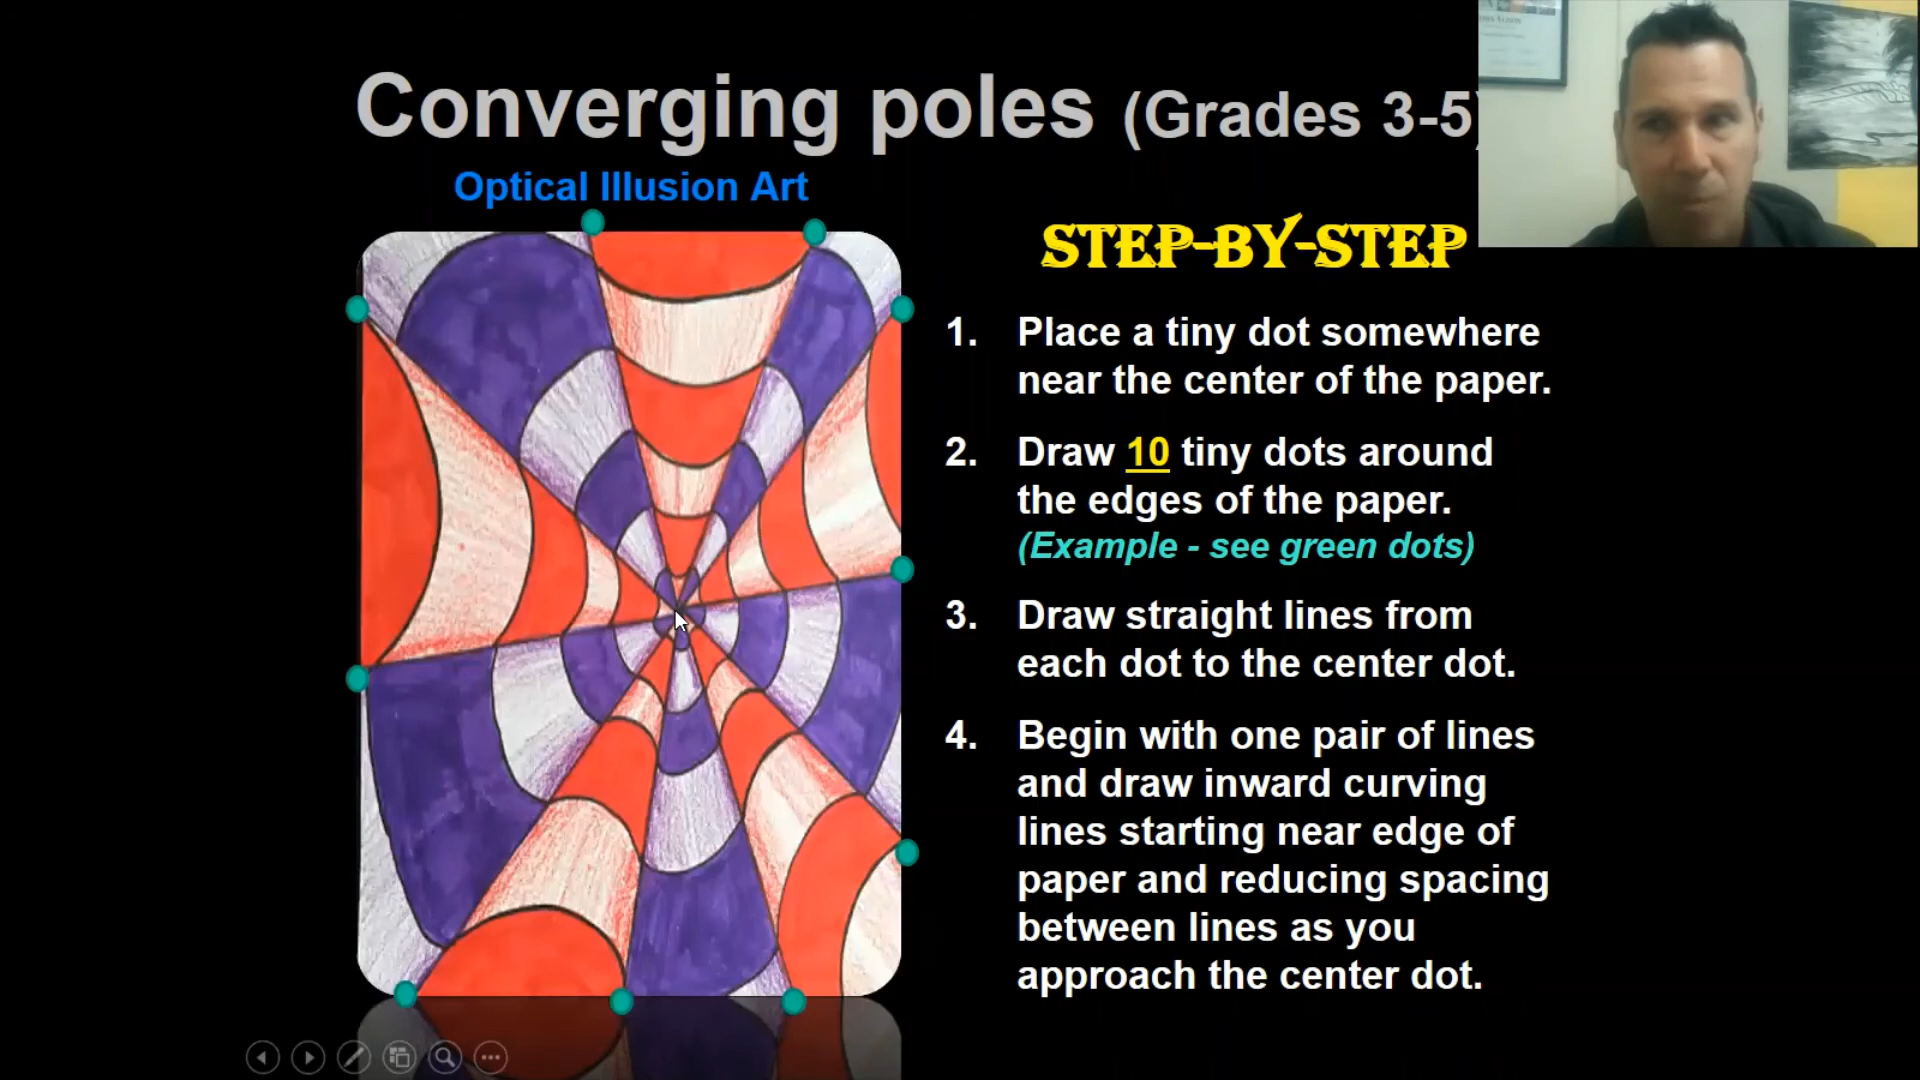 Converging poles (Grades 3-5)
Optical Illusion Art
STEP-BY-STEP
1. Place a tiny dot somewhere
near the center of the paper.
2. Draw 10 tiny dots around
the edges of the paper.
(Example - see green dots)
3. Draw straight lines from
each dot to the center dot.
4. Begin with one pair of lines
and draw inward curving
lines starting near edge of
paper and reducing spacing
between lines as you
approach the center dot.